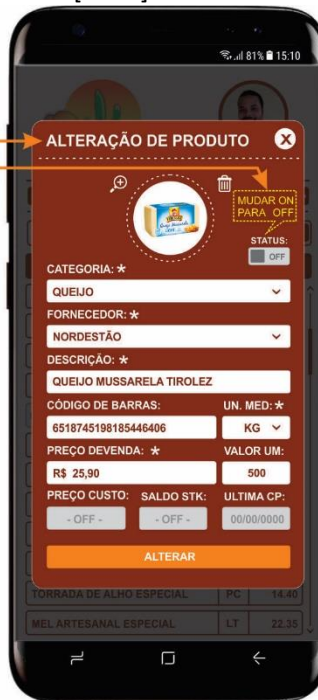 81% 15:10
ALTERAÇÃO DE PRODUTO X
MUDAR ON
PARA OFF
STATUS:
OFF
CATEGORIA: *
QUEIJO
FORNECEDOR: *
NORDESTÃO
DESCRIÇÃO: *
QUEIJO MUSSARELA TIROLEZ
CÓDIGO DE BARRAS: UN. MED: *
6518745198185446406 KG
PREÇO DEVENDA: * VALOR UM:
R$ 25,90 500
PREÇO CUSTO: SALDO STK: ULTIMA CP:
- OFF - - OFF - 00/00/0000
ALTERAR
TORRADA DE ALHO ESPECIAL PC 14.40
MEL ARTESANAL ESPECIAL LT 22.35